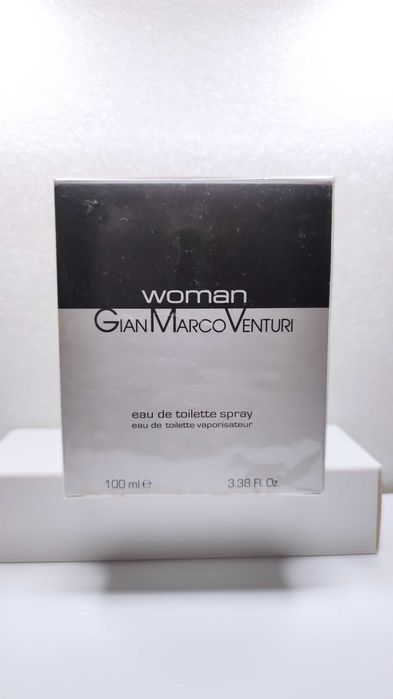 woman
GIANMARCOVENTURI
eau de toilette spray
eau de toilette vaporisateur
100 ml ℮ 3.38 Fl. Oz.